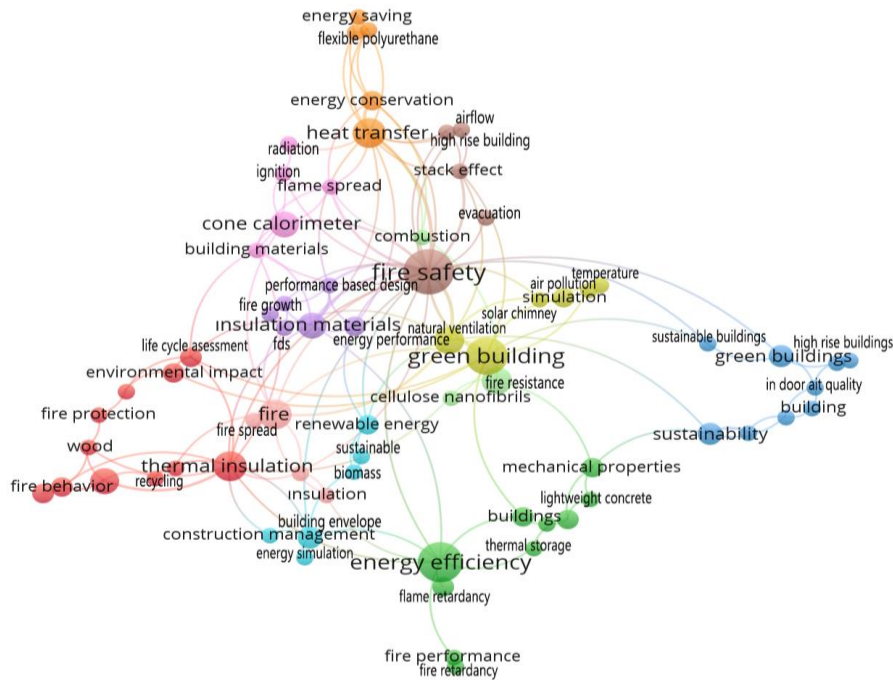 energy saving
flexible polyurethane
energy conservation
heat transfer
airflow
high rise building
radiation
ignition
flame spread
stack effect
cone calorimeter
evacuation
building materials
combustion
fire safety
performance based design
air pollution
temperature
simulation
fire growth
solar chimney
insulation materials
natural ventilation
fds
energy performance
sustainable buildings
high rise buildings
life cycle asessment
green building
green buildings
environmental impact
fire resistance
in door ait quality
cellulose nanofibrils
building
fire protection
fire
fire spread
renewable energy
sustainability
wood
sustainable
thermal insulation
mechanical properties
fire behavior
recycling
biomass
insulation
lightweight concrete
building envelope
buildings
construction management
thermal storage
energy simulation
energy efficiency
flame retardancy
fire performance
fire retardancy